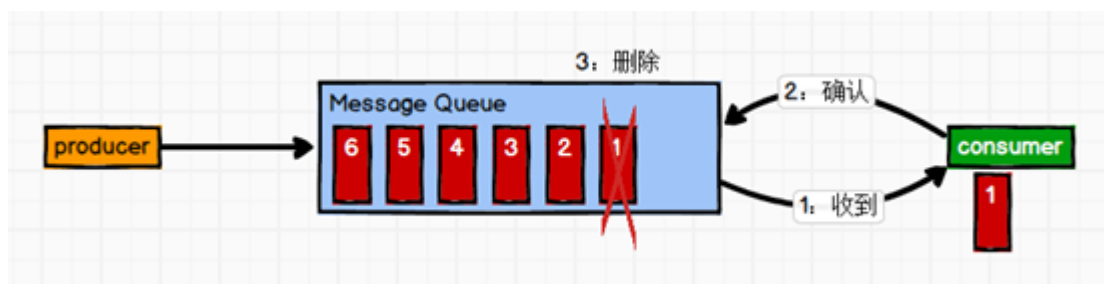 3：删除
Message Queue
2：确认
producer
6 5 4 3 2 1
consumer
1：收到
1